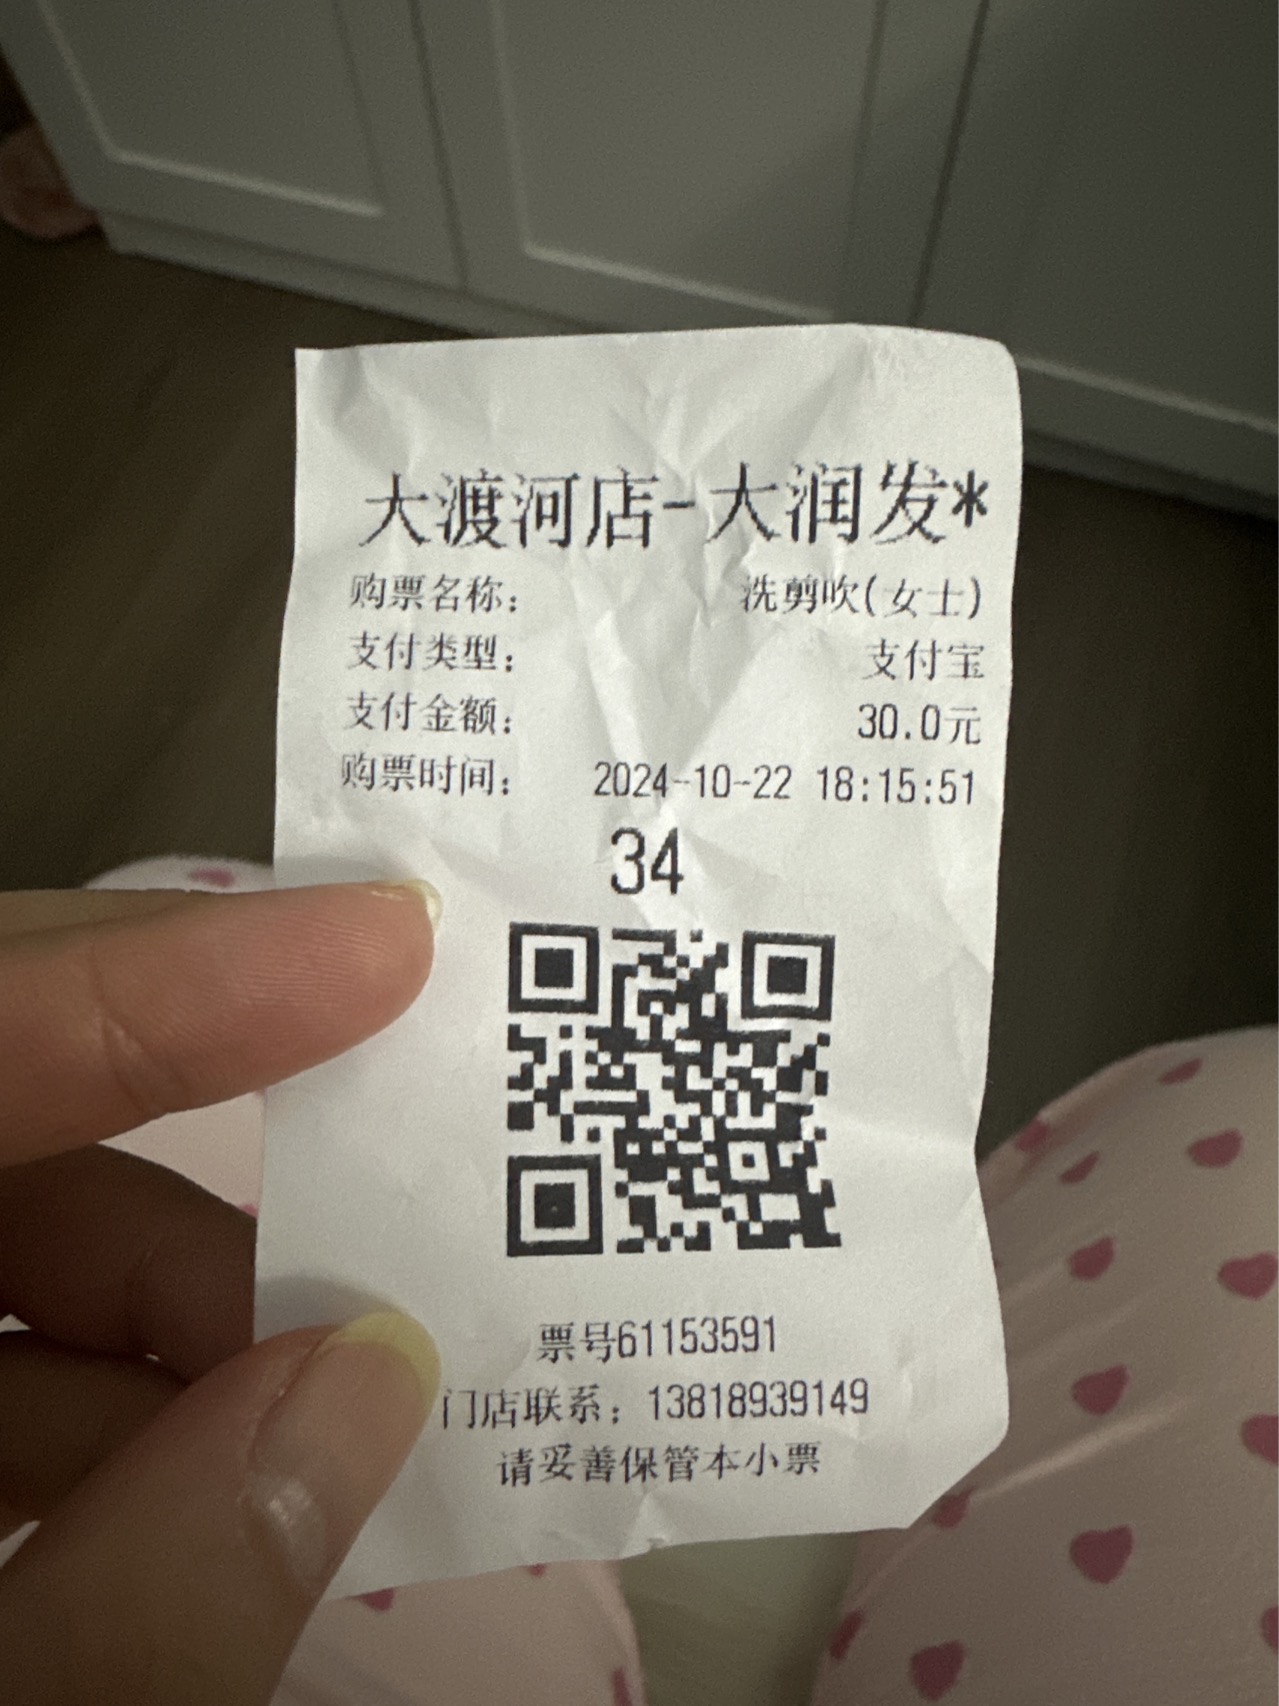 大渡河店-大润发*
购票名称： 洗剪吹(女士)
支付类型： 支付宝
支付金额： 30.0元
购票时间： 2024-10-22 18:15:51
34
票号61153591
门店联系：13818939149
请妥善保管本小票